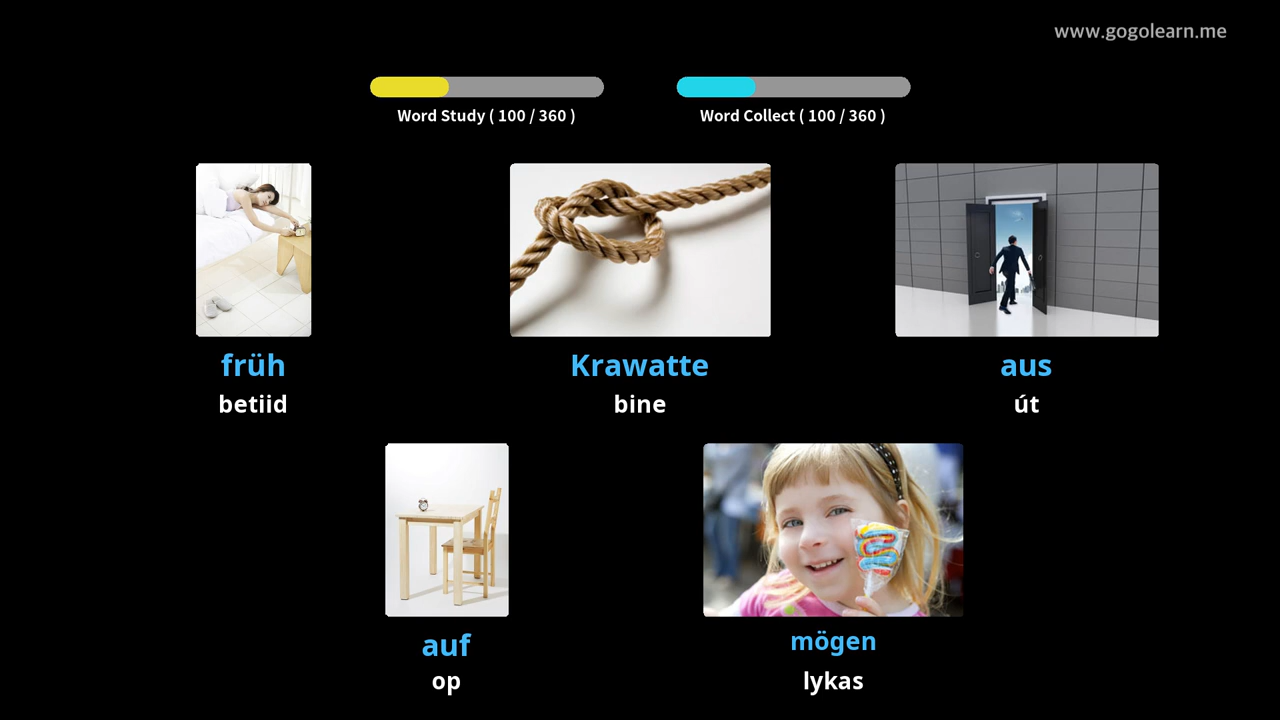 www.gogolearn.me
Word Study ( 100 / 360 )
Word Collect ( 100 / 360 )
früh
betiid
Krawatte
bine
aus
út
auf
op
mögen
lykas